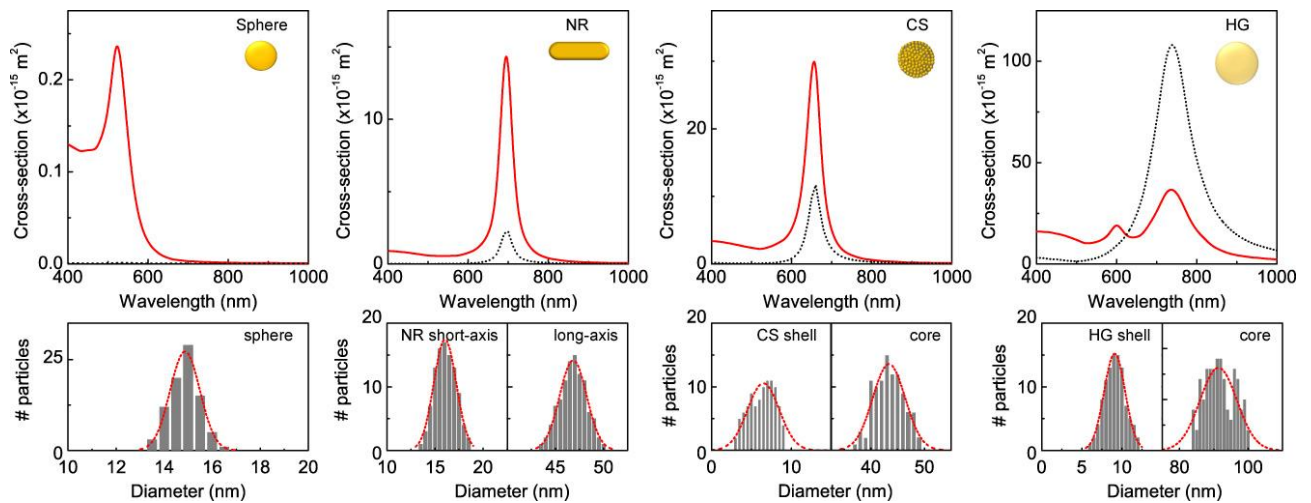 Sphere
Cross-section (x10⁻¹⁵ m²)
0.2
0.1
0.0
400 600 800 1000
Wavelength (nm)
NR
Cross-section (x10⁻¹⁵ m²)
10
0
400 600 800 1000
Wavelength (nm)
CS
Cross-section (x10⁻¹⁵ m²)
20
0
400 600 800 1000
Wavelength (nm)
HG
Cross-section (x10⁻¹⁵ m²)
100
50
0
400 600 800 1000
Wavelength (nm)
sphere
# particles
25
0
10 12 14 16 18 20
Diameter (nm)
NR short-axis
long-axis
# particles
20
10
0
10 15 20 45 50
Diameter (nm)
CS shell
core
# particles
20
10
0
0 10 40 50
Diameter (nm)
HG shell
core
# particles
20
10
0
0 5 10 80 100
Diameter (nm)